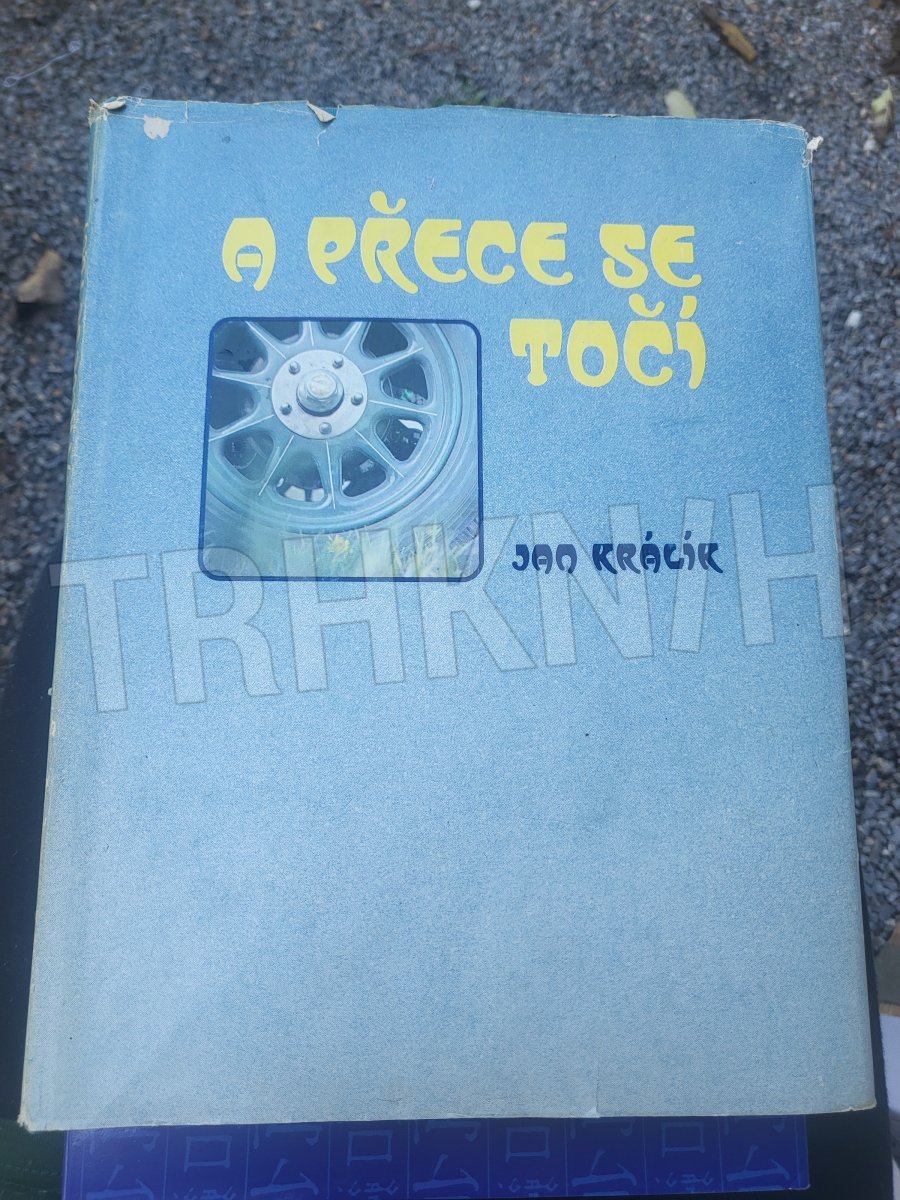 A PŘECE SE
TOČÍ
JAN KRÁLÍK
TRHKNIH